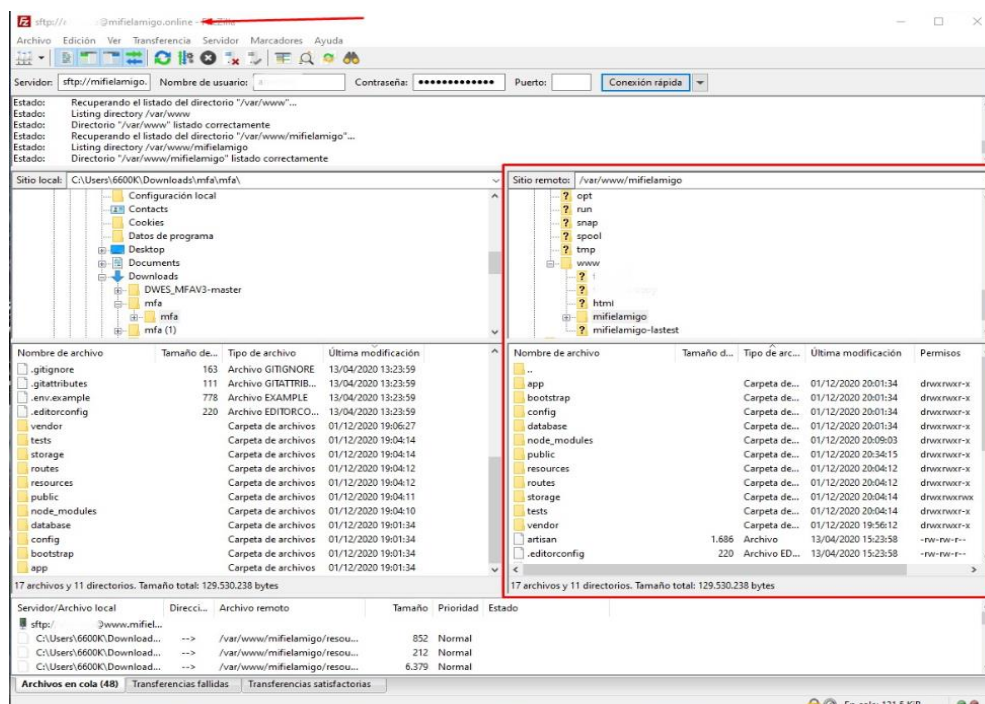 sftp:// @mifielamigo.online -
Archivo Edición Ver Transferencia Servidor Marcadores Ayuda
Servidor: sftp://mifielamigo. Nombre de usuario: Contraseña: ●●●●●●●●●●●●● Puerto: Conexión rápida
Estado: Recuperando el listado del directorio "/var/www"...
Estado: Listing directory /var/www
Estado: Directorio "/var/www" listado correctamente
Estado: Recuperando el listado del directorio "/var/www/mifielamigo"...
Estado: Listing directory /var/www/mifielamigo
Estado: Directorio "/var/www/mifielamigo" listado correctamente
Sitio local: C:\Users\6600K\Downloads\mfa\mfa\
Configuración local
Contacts
Cookies
Datos de programa
Desktop
Documents
Downloads
DWES_MFAV3-master
mfa
mfa
mfa (1)
Sitio remoto: /var/www/mifielamigo
opt
run
snap
spool
tmp
www
html
mifielamigo
mifielamigo-lastest
Nombre de archivo Tamaño de... Tipo de archivo Última modificación
.gitignore 163 Archivo GITIGNORE 13/04/2020 13:23:59
.gitattributes 111 Archivo GITATTRIB... 13/04/2020 13:23:59
.env.example 778 Archivo EXAMPLE 13/04/2020 13:23:59
.editorconfig 220 Archivo EDITORCO... 13/04/2020 13:23:59
vendor Carpeta de archivos 01/12/2020 19:06:27
tests Carpeta de archivos 01/12/2020 19:04:14
storage Carpeta de archivos 01/12/2020 19:04:14
routes Carpeta de archivos 01/12/2020 19:04:12
resources Carpeta de archivos 01/12/2020 19:04:12
public Carpeta de archivos 01/12/2020 19:04:11
node_modules Carpeta de archivos 01/12/2020 19:04:10
database Carpeta de archivos 01/12/2020 19:01:34
config Carpeta de archivos 01/12/2020 19:01:34
bootstrap Carpeta de archivos 01/12/2020 19:01:34
app Carpeta de archivos 01/12/2020 19:01:34
17 archivos y 11 directorios. Tamaño total: 129.530.238 bytes
Nombre de archivo Tamaño d... Tipo de arc... Última modificación Permisos
..
app Carpeta de... 01/12/2020 20:01:34 drwxrwxr-x
bootstrap Carpeta de... 01/12/2020 20:01:34 drwxrwxr-x
config Carpeta de... 01/12/2020 20:01:34 drwxrwxr-x
database Carpeta de... 01/12/2020 20:01:34 drwxrwxr-x
node_modules Carpeta de... 01/12/2020 20:09:03 drwxrwxr-x
public Carpeta de... 01/12/2020 20:34:15 drwxrwxr-x
resources Carpeta de... 01/12/2020 20:04:12 drwxrwxr-x
routes Carpeta de... 01/12/2020 20:04:12 drwxrwxr-x
storage Carpeta de... 01/12/2020 20:04:14 drwxrwxrwx
tests Carpeta de... 01/12/2020 20:04:14 drwxrwxr-x
vendor Carpeta de... 01/12/2020 19:56:12 drwxrwxr-x
artisan 1.686 Archivo 13/04/2020 15:23:58 -rw-rw-r--
.editorconfig 220 Archivo ED... 13/04/2020 15:23:58 -rw-rw-r--
17 archivos y 11 directorios. Tamaño total: 129.530.238 bytes
Servidor/Archivo local Direcci... Archivo remoto Tamaño Prioridad Estado
sftp:/ @www.mifiel...
C:\Users\6600K\Download... --> /var/www/mifielamigo/resou... 852 Normal
C:\Users\6600K\Download... --> /var/www/mifielamigo/resou... 212 Normal
C:\Users\6600K\Download... --> /var/www/mifielamigo/resou... 6.379 Normal
Archivos en cola (48) Transferencias fallidas Transferencias satisfactorias